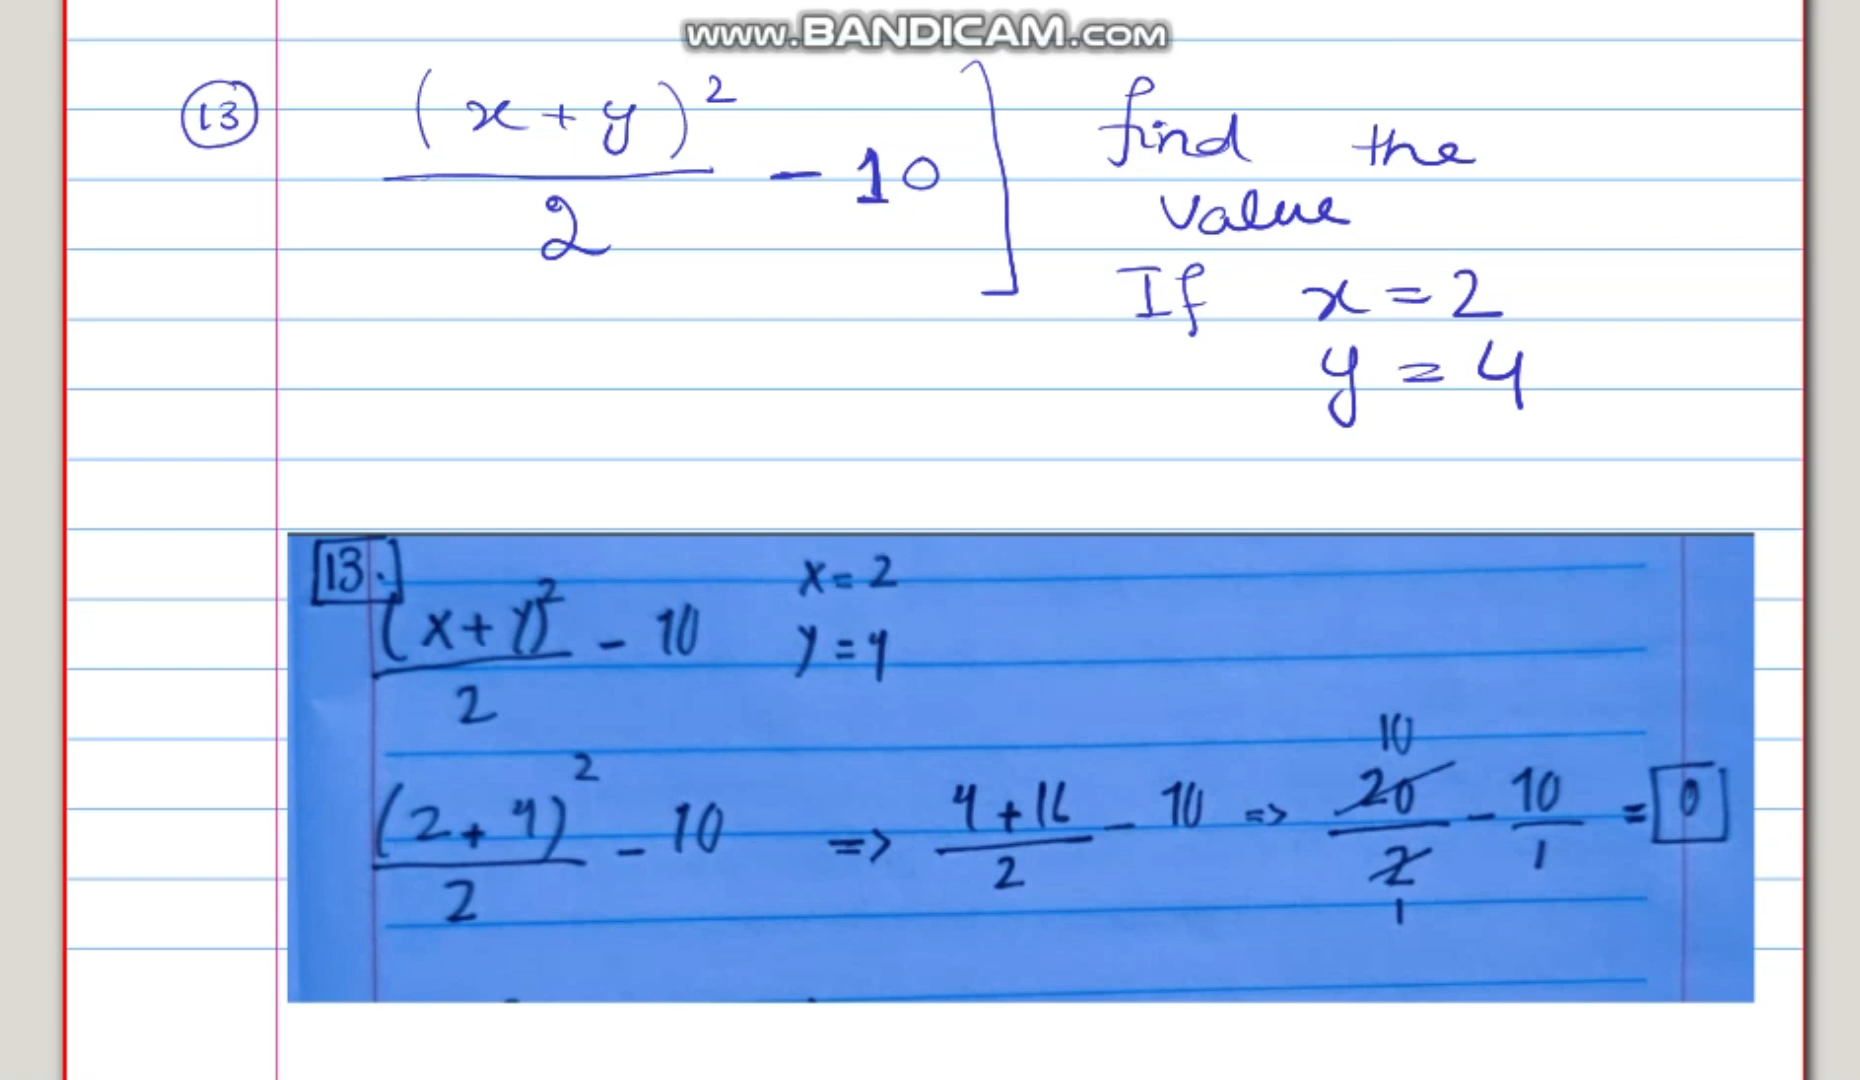 www.BANDICAM.com
13 (x+y)² / 2 - 10 ] find the
value
If x=2
y=4
13. x=2
(x+y)² / 2 - 10 y=4
(2+4)² / 2 - 10 => 4+16 / 2 - 10 => 10 20 / 2 1 - 10 / 1 = 0